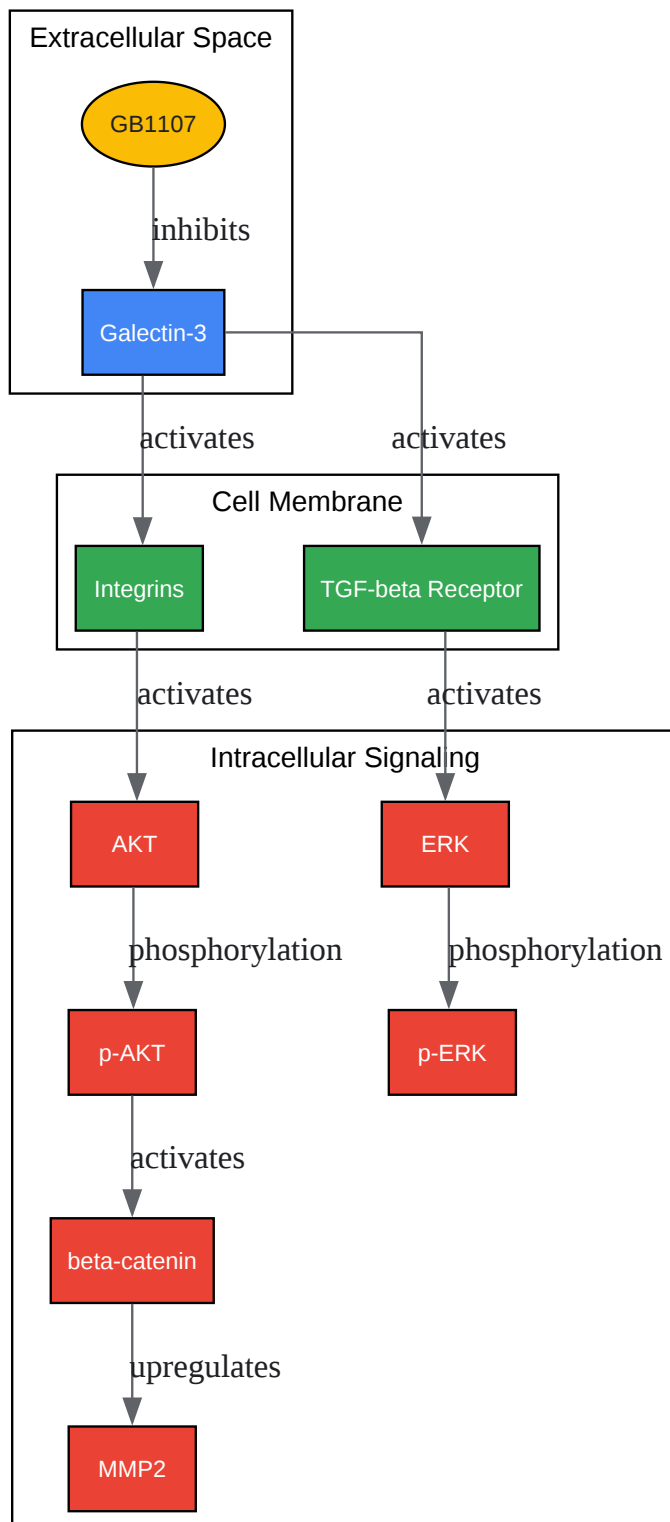 Extracellular Space
GB1107
inhibits
Galectin-3
activates
activates
Cell Membrane
Integrins
TGF-beta Receptor
activates
activates
Intracellular Signaling
AKT
ERK
phosphorylation
phosphorylation
p-AKT
p-ERK
activates
beta-catenin
upregulates
MMP2